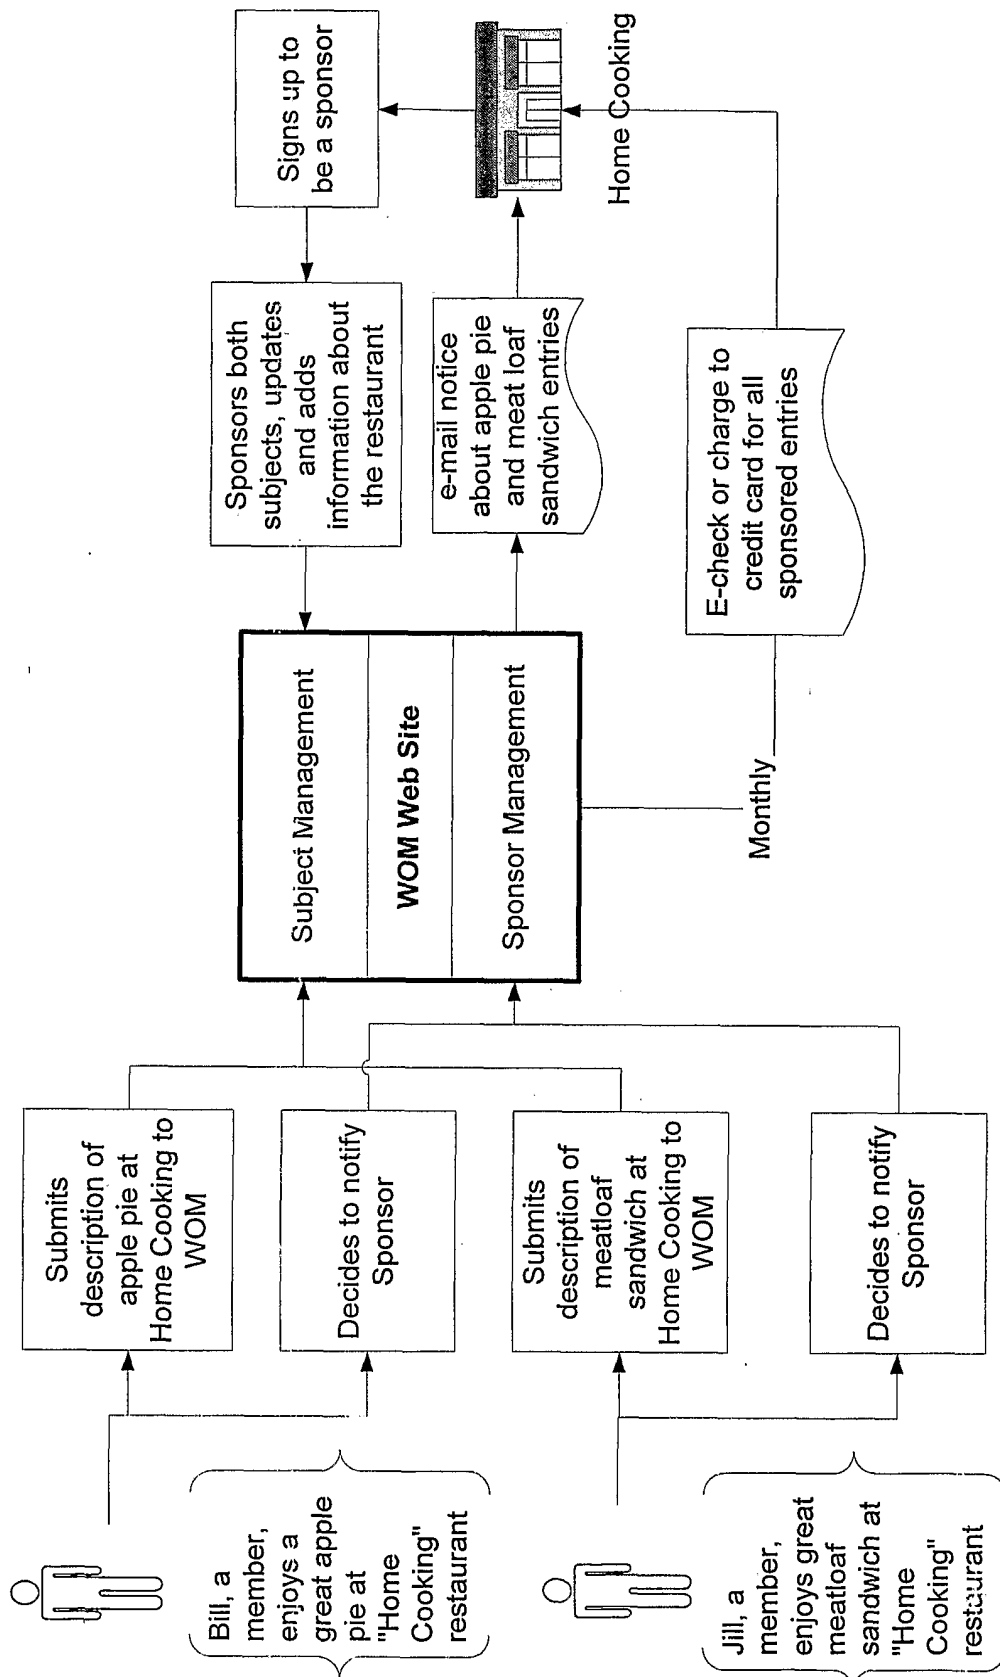 Bill, a
member,
enjoys a
great apple
pie at
"Home
Cooking"
restaurant
Submits
description of
apple pie at
Home Cooking to
WOM
Decides to notify
Sponsor
Jill, a
member,
enjoys great
meatloaf
sandwich at
"Home
Cooking"
restaurant
Submits
description of
meatloaf
sandwich at
Home Cooking to
WOM
Decides to notify
Sponsor
Subject Management
WOM Web Site
Sponsor Management
Monthly
Sponsors both
subjects, updates
and adds
information about
the restaurant
e-mail notice
about apple pie
and meat loaf
sandwich entries
E-check or charge to
credit card for all
sponsored entries
Signs up to
be a sponsor
Home Cooking